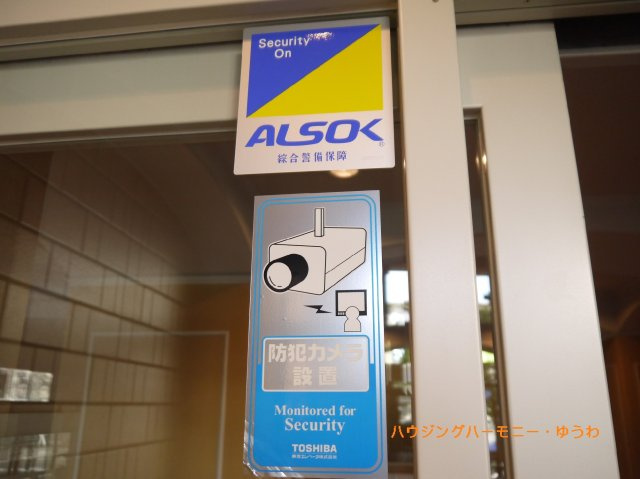 Security
On
ALSOK®
綜合警備保障
防犯カメラ
設置
Monitored for
Security
TOSHIBA
ハウジングハーモニー・ゆうわ